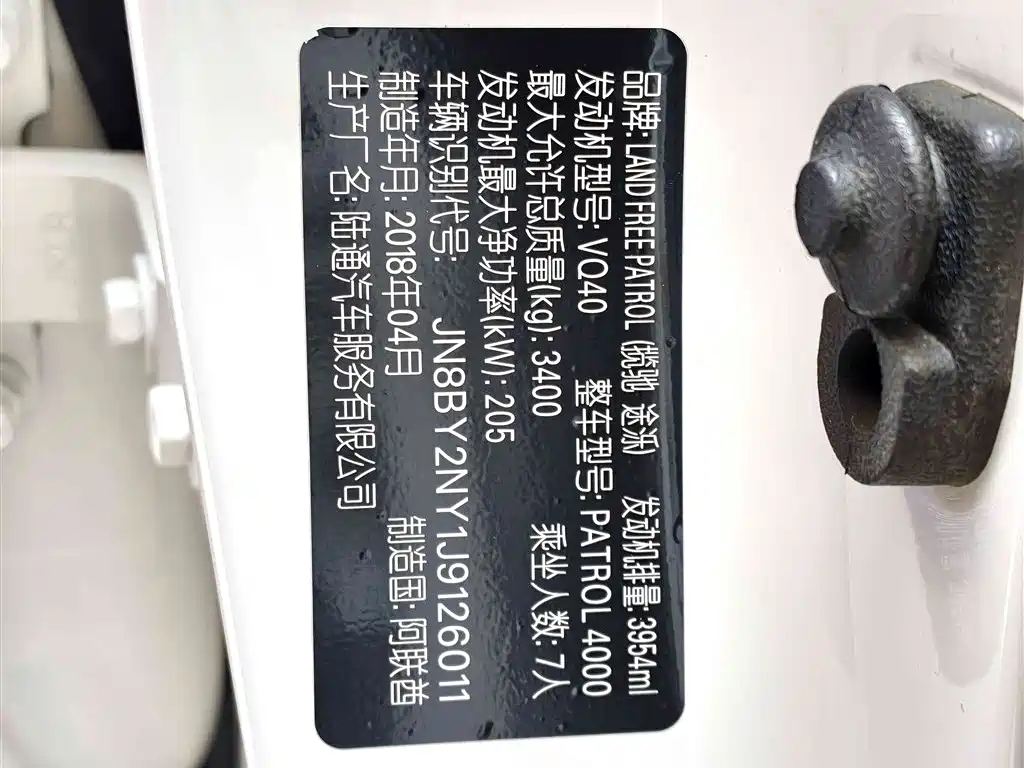 品牌: LAND FREE-PATROL (揽驰 途涿) 发动机排量: 3954ml
发动机型号: VQ40 整车型号: PATROL 4000
最大允许总质量(kg): 3400 乘坐人数: 7人
发动机最大净功率(kW): 205
车辆识别代号: JN8BY2NY1J9126011
制造年月: 2018年04月 制造国: 阿联酋
生产厂名: 陆通汽车服务有限公司